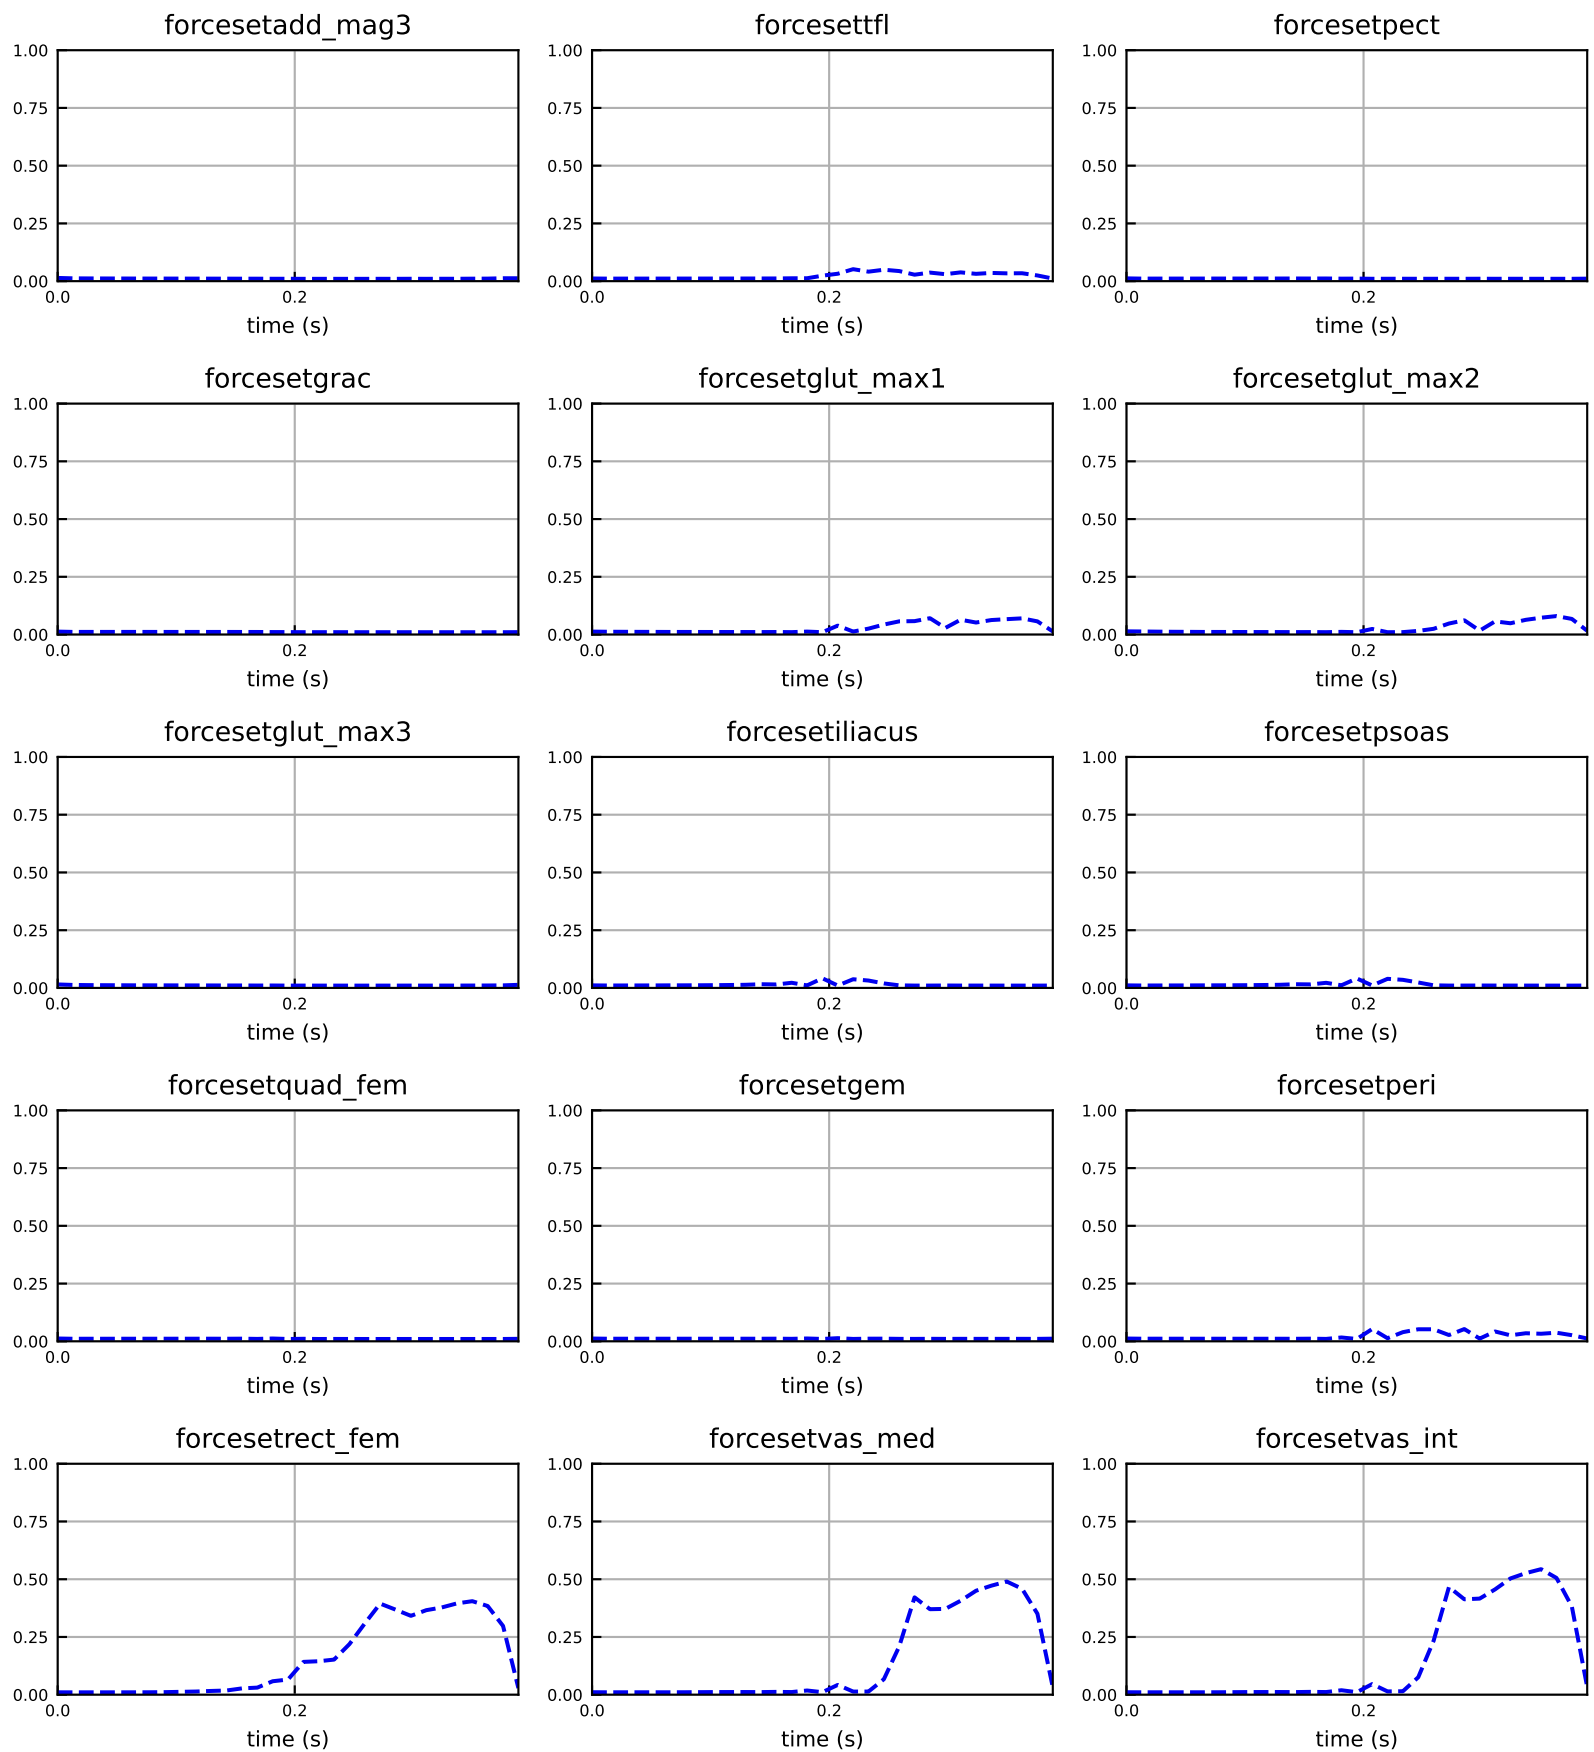 forcesetadd_mag3 forcesettfl forcesetpect
1.00 1.00 1.00
0.75 0.75 0.75
0.50 0.50 0.50
0.25 0.25 0.25
0.00 0.00 0.00
0.0 0.2 0.0 0.2 0.0 0.2
time (s) time (s) time (s)
forcesetgrac forcesetglut_max1 forcesetglut_max2
1.00 1.00 1.00
0.75 0.75 0.75
0.50 0.50 0.50
0.25 0.25 0.25
0.00 0.00 0.00
0.0 0.2 0.0 0.2 0.0 0.2
time (s) time (s) time (s)
forcesetglut_max3 forcesetiliacus forcesetpsoas
1.00 1.00 1.00
0.75 0.75 0.75
0.50 0.50 0.50
0.25 0.25 0.25
0.00 0.00 0.00
0.0 0.2 0.0 0.2 0.0 0.2
time (s) time (s) time (s)
forcesetquad_fem forcesetgem forcesetperi
1.00 1.00 1.00
0.75 0.75 0.75
0.50 0.50 0.50
0.25 0.25 0.25
0.00 0.00 0.00
0.0 0.2 0.0 0.2 0.0 0.2
time (s) time (s) time (s)
forcesetrect_fem forcesetvas_med forcesetvas_int
1.00 1.00 1.00
0.75 0.75 0.75
0.50 0.50 0.50
0.25 0.25 0.25
0.00 0.00 0.00
0.0 0.2 0.0 0.2 0.0 0.2
time (s) time (s) time (s)